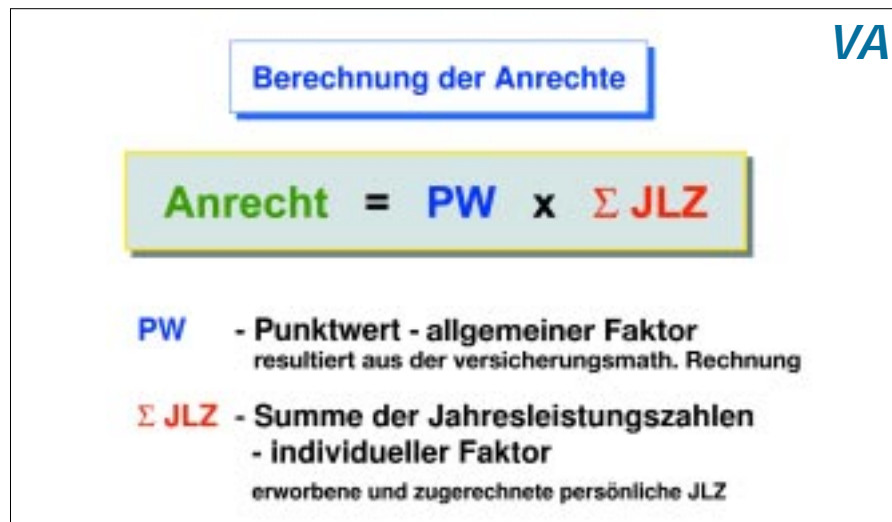 VA
Berechnung der Anrechte
Anrecht = PW x Σ JLZ
PW - Punktwert - allgemeiner Faktor
resultiert aus der versicherungsmath. Rechnung
Σ JLZ - Summe der Jahresleistungszahlen
- individueller Faktor
erworbene und zugerechnete persönliche JLZ